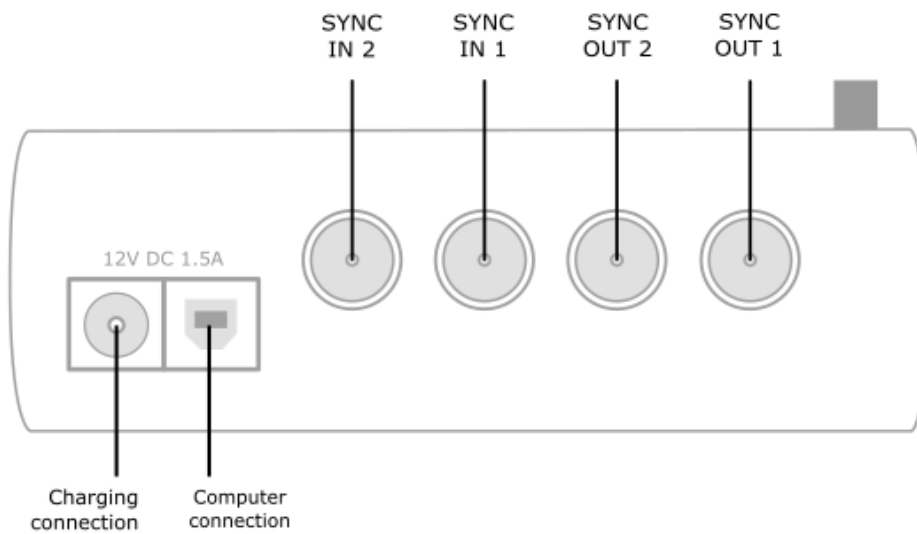 SYNC
IN 2
SYNC
IN 1
SYNC
OUT 2
SYNC
OUT 1
12V DC 1.5A
Charging
connection
Computer
connection